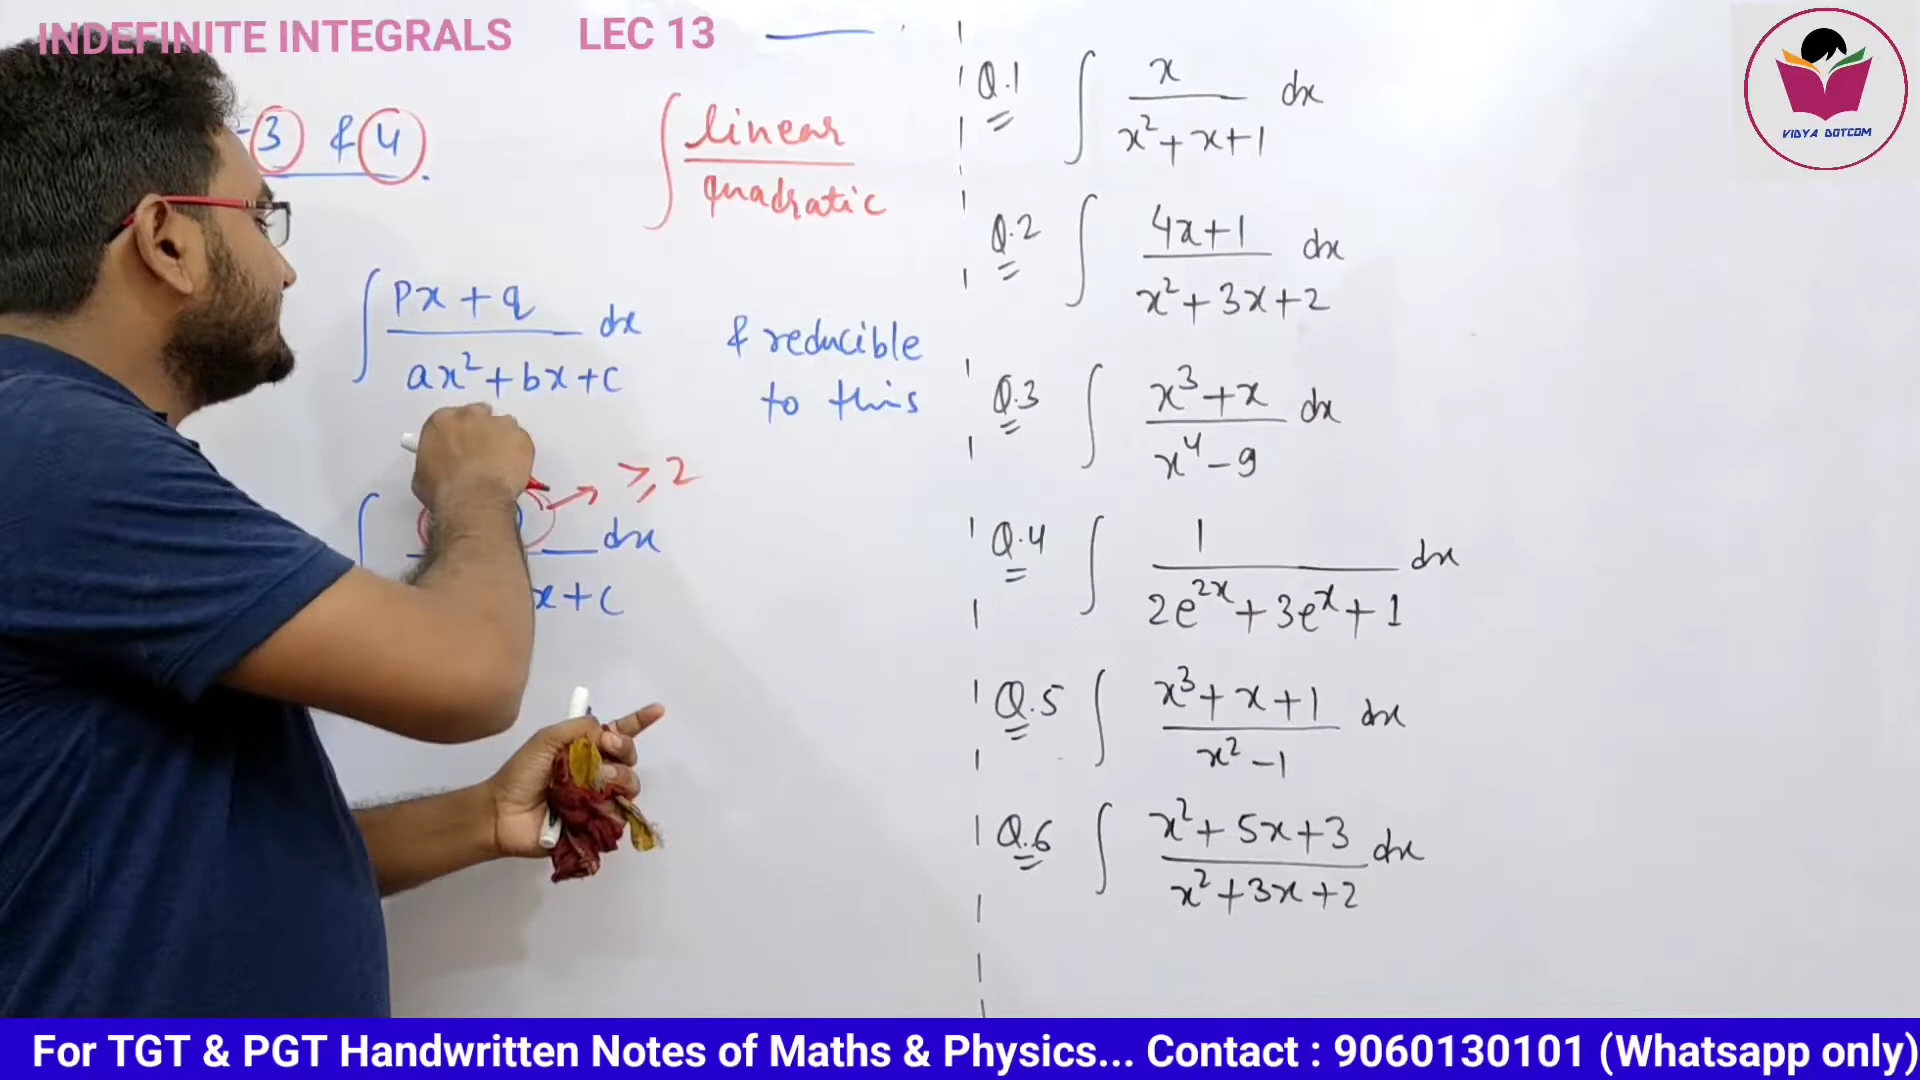 INDEFINITE INTEGRALS LEC 13
3 & 4.
∫ linear
quadratic
∫ px + q dx
ax² + bx + c
& reducible
to this
≥ 2
∫ dx
x + c
Q.1 ∫ x dx
x² + x + 1
Q.2 ∫ 4x + 1 dx
x² + 3x + 2
Q.3 ∫ x³ + x dx
x⁴ - 9
Q.4 ∫ 1 dx
2e²ˣ + 3eˣ + 1
Q.5 ∫ x³ + x + 1 dx
x² - 1
Q.6 ∫ x² + 5x + 3 dx
x² + 3x + 2
VIDYA DOTCOM
For TGT & PGT Handwritten Notes of Maths & Physics... Contact : 9060130101 (Whatsapp only)